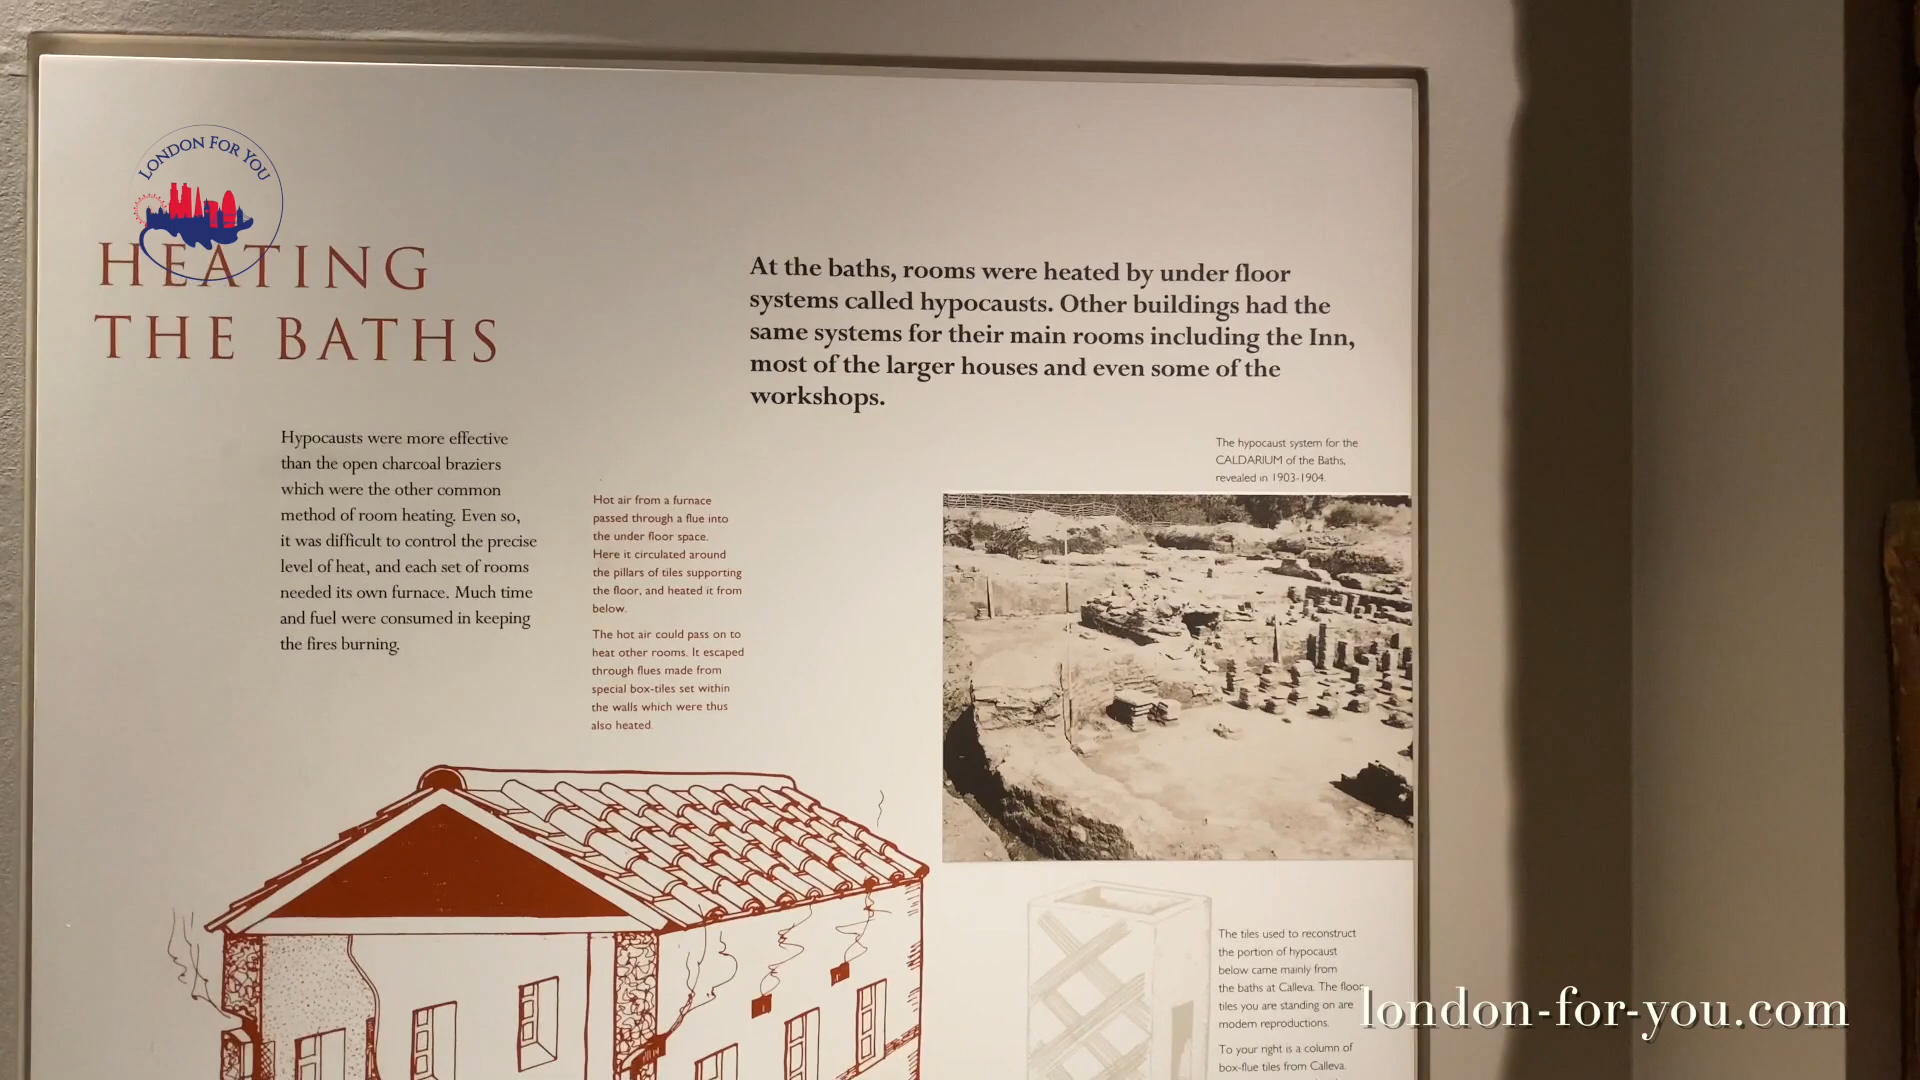 LONDON FOR YOU
HEATING
THE BATHS
At the baths, rooms were heated by under floor
systems called hypocausts. Other buildings had the
same systems for their main rooms including the Inn,
most of the larger houses and even some of the
workshops.
Hypocausts were more effective
than the open charcoal braziers
which were the other common
method of room heating. Even so,
it was difficult to control the precise
level of heat, and each set of rooms
needed its own furnace. Much time
and fuel were consumed in keeping
the fires burning.
Hot air from a furnace
passed through a flue into
the under floor space.
Here it circulated around
the pillars of tiles supporting
the floor, and heated it from
below.
The hot air could pass on to
heat other rooms. It escaped
through flues made from
special box-tiles set within
the walls which were thus
also heated.
The hypocaust system for the
CALDARIUM of the Baths,
revealed in 1903-1904.
The tiles used to reconstruct
the portion of hypocaust
below came mainly from
the baths at Calleva. The floor
tiles you are standing on are
modern reproductions.
To your right is a column of
box-flue tiles from Calleva.
london-for-you.com